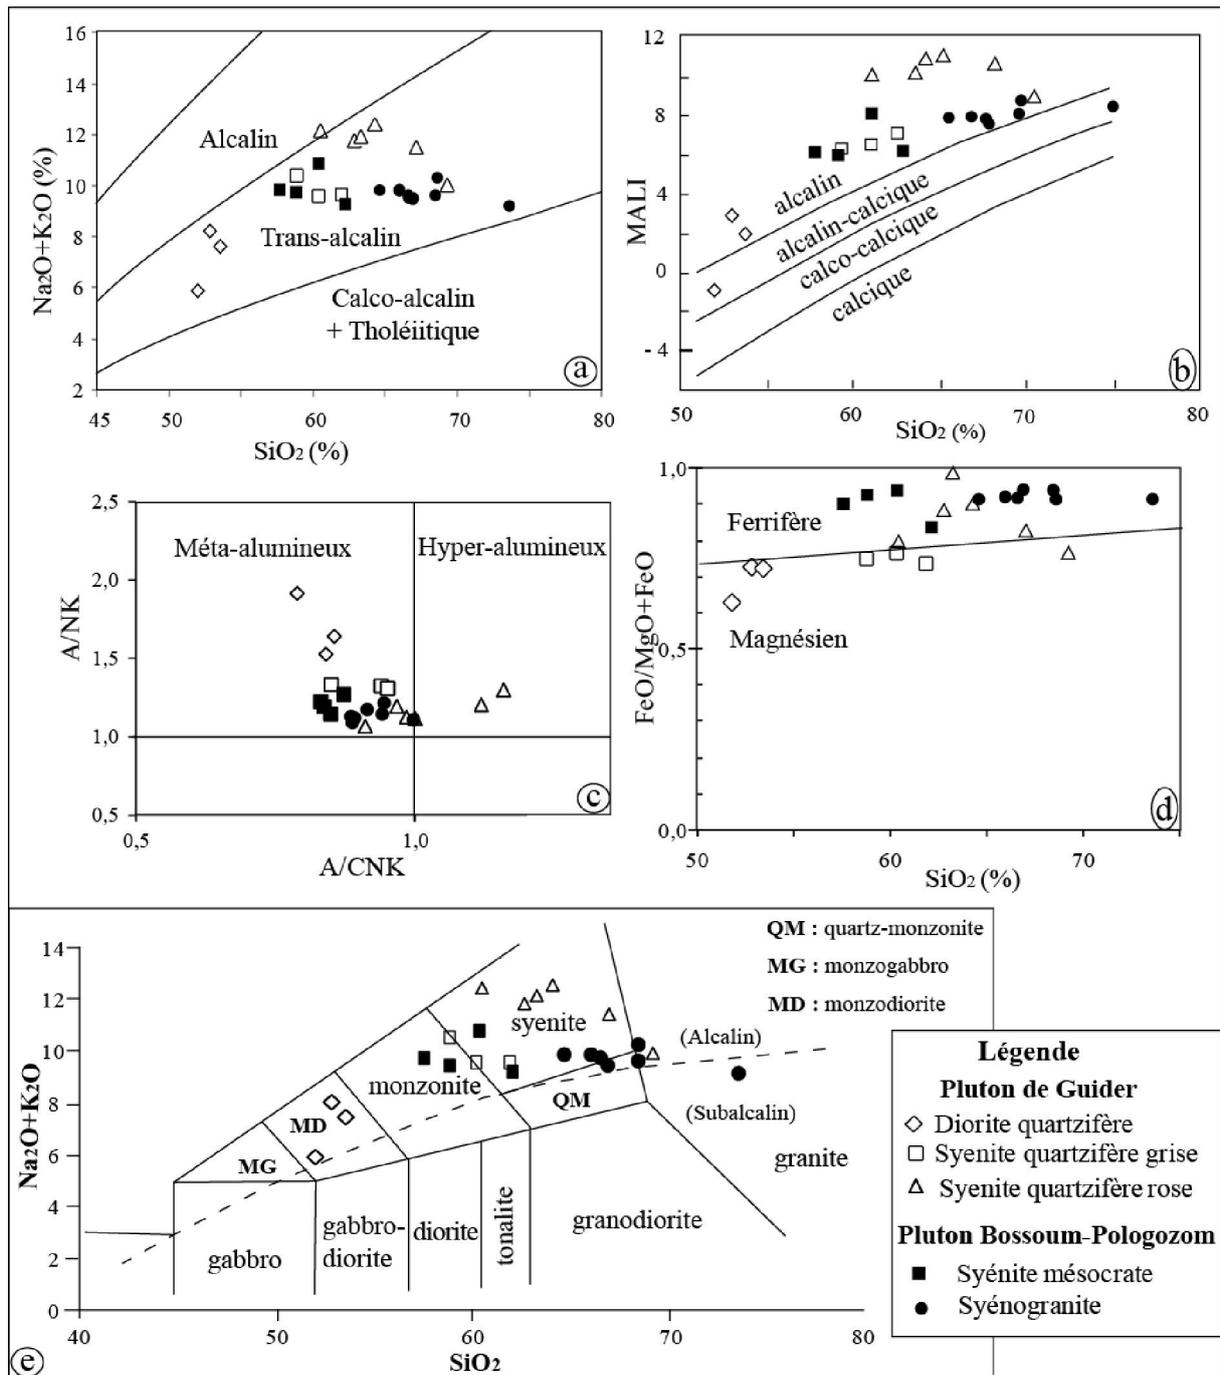 16
14
12
10
8
6
4
2
Na2O+K2O (%)
Alcalin
Trans-alcalin
Calco-alcalin
+ Tholéiitique
a
45 50 60 70 80
SiO2 (%)
12
8
4
0
- 4
MALI
alcalin
alcalin-calcique
calco-calcique
calcique
b
50 60 70 80
SiO2 (%)
2,5
2,0
1,5
1,0
0,5
A/NK
Méta-alumineux
Hyper-alumineux
c
0,5 1,0
A/CNK
1,0
0,5
0,0
FeO/MgO+FeO
Ferrifère
Magnésien
d
50 60 70
SiO2 (%)
14
12
10
8
6
4
2
0
Na2O+K2O
QM : quartz-monzonite
MG : monzogabbro
MD : monzodiorite
syenite
(Alcalin)
monzonite
QM
(Subalcalin)
MD
MG
granite
gabbro
gabbro-
diorite
diorite
tonalite
granodiorite
40 50 60 70 80
SiO2
e
Légende
Pluton de Guider
Diorite quartzifère
Syenite quartzifère grise
Syenite quartzifère rose
Pluton Bossoum-Pologozom
Syénite mésocrate
Syénogranite